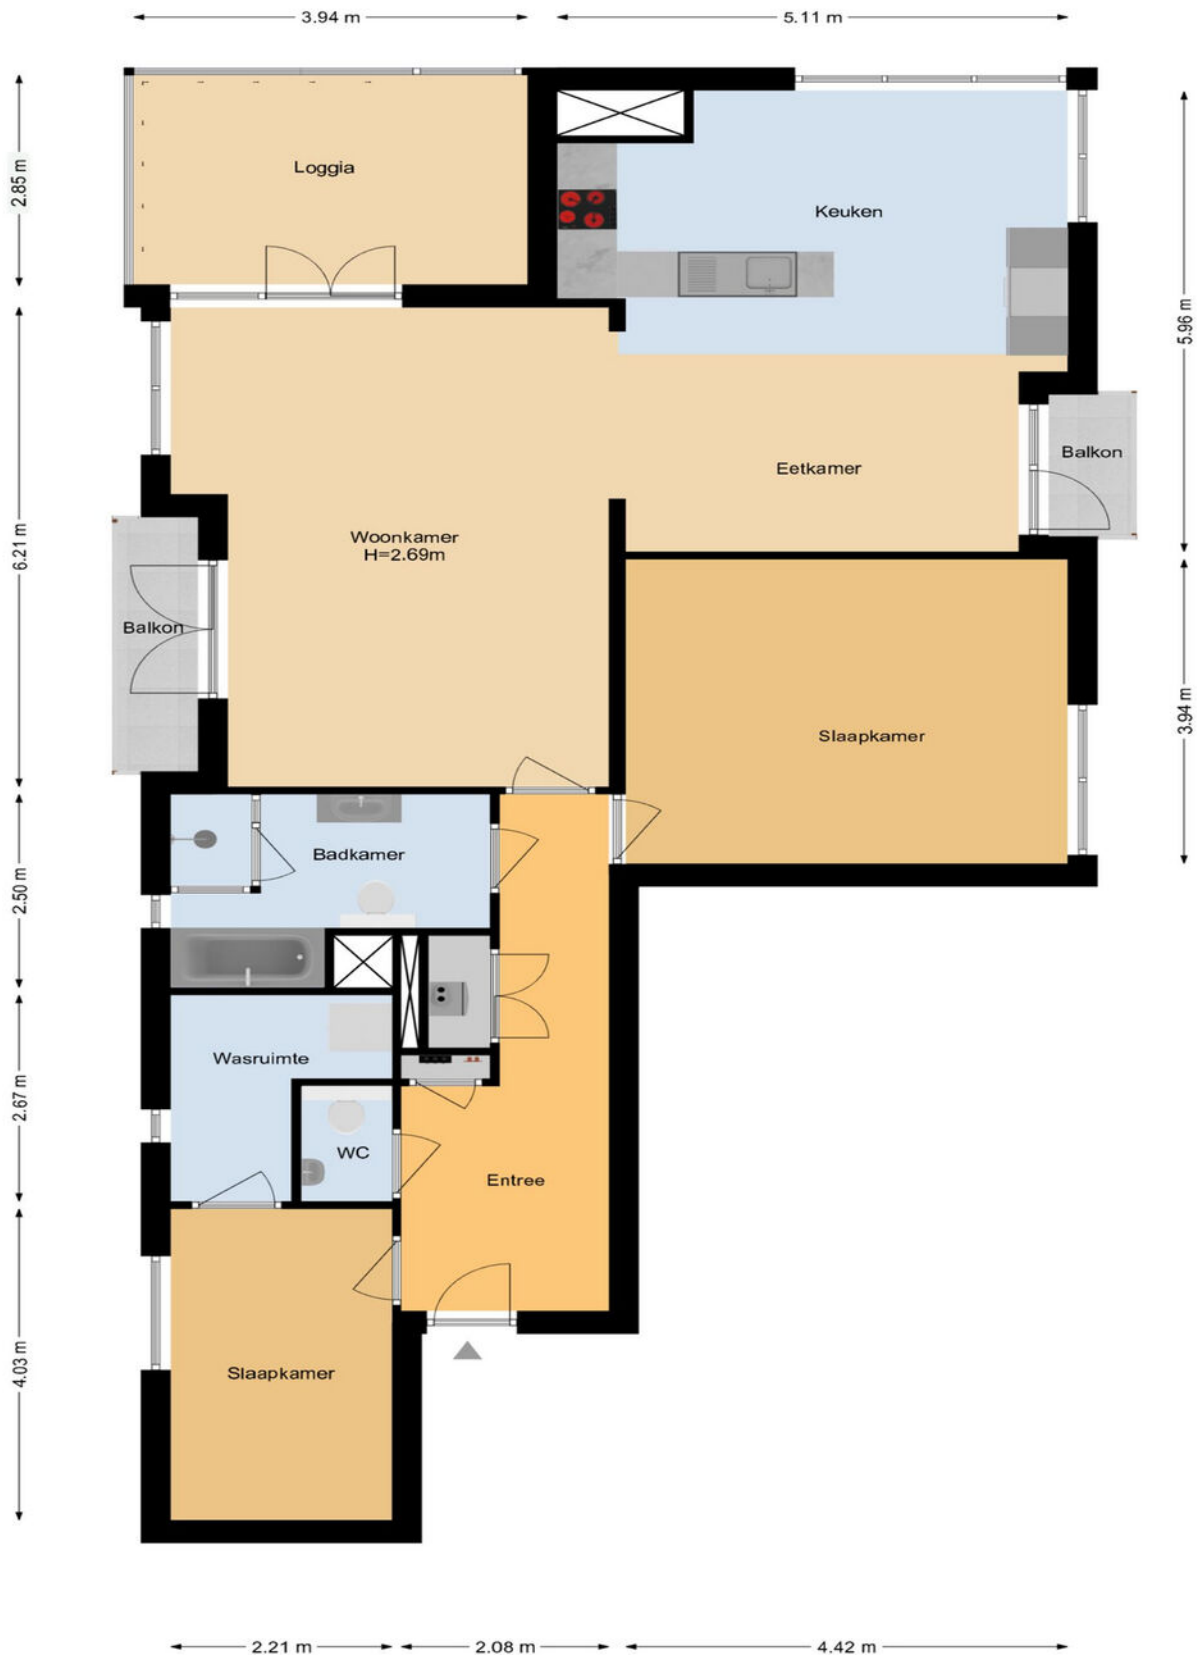 3.94 m
5.11 m
2.85 m
Loggia
Keuken
5.96 m
Balkon
Eetkamer
6.21 m
Woonkamer
H=2.69m
Balkon
Slaapkamer
3.94 m
2.50 m
Badkamer
Wasruimte
2.67 m
WC
Entree
4.03 m
Slaapkamer
2.21 m
2.08 m
4.42 m